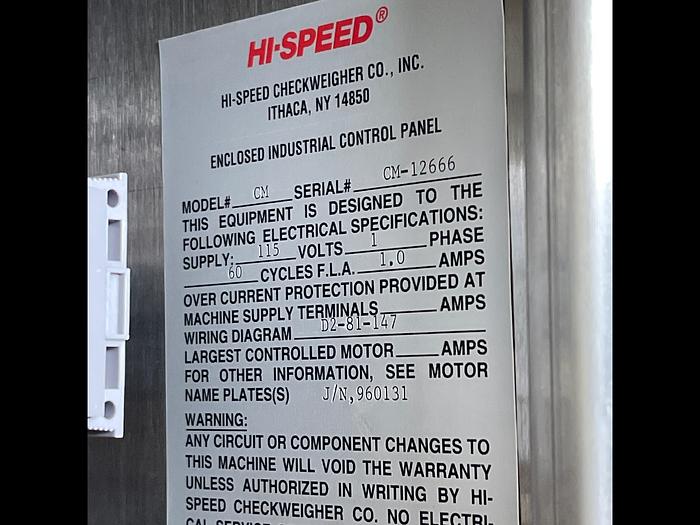 HI-SPEED®
HI-SPEED CHECKWEIGHER CO., INC.
ITHACA, NY 14850
ENCLOSED INDUSTRIAL CONTROL PANEL
MODEL# CM SERIAL# CM-12666
THIS EQUIPMENT IS DESIGNED TO THE
FOLLOWING ELECTRICAL SPECIFICATIONS:
SUPPLY: 115 VOLTS 1 PHASE
60 CYCLES F.L.A. 1.0 AMPS
OVER CURRENT PROTECTION PROVIDED AT
MACHINE SUPPLY TERMINALS AMPS
WIRING DIAGRAM D2-81-147
LARGEST CONTROLLED MOTOR AMPS
FOR OTHER INFORMATION, SEE MOTOR
NAME PLATES(S) J/N,960131
WARNING:
ANY CIRCUIT OR COMPONENT CHANGES TO
THIS MACHINE WILL VOID THE WARRANTY
UNLESS AUTHORIZED IN WRITING BY HI-
SPEED CHECKWEIGHER CO. NO ELECTRI-